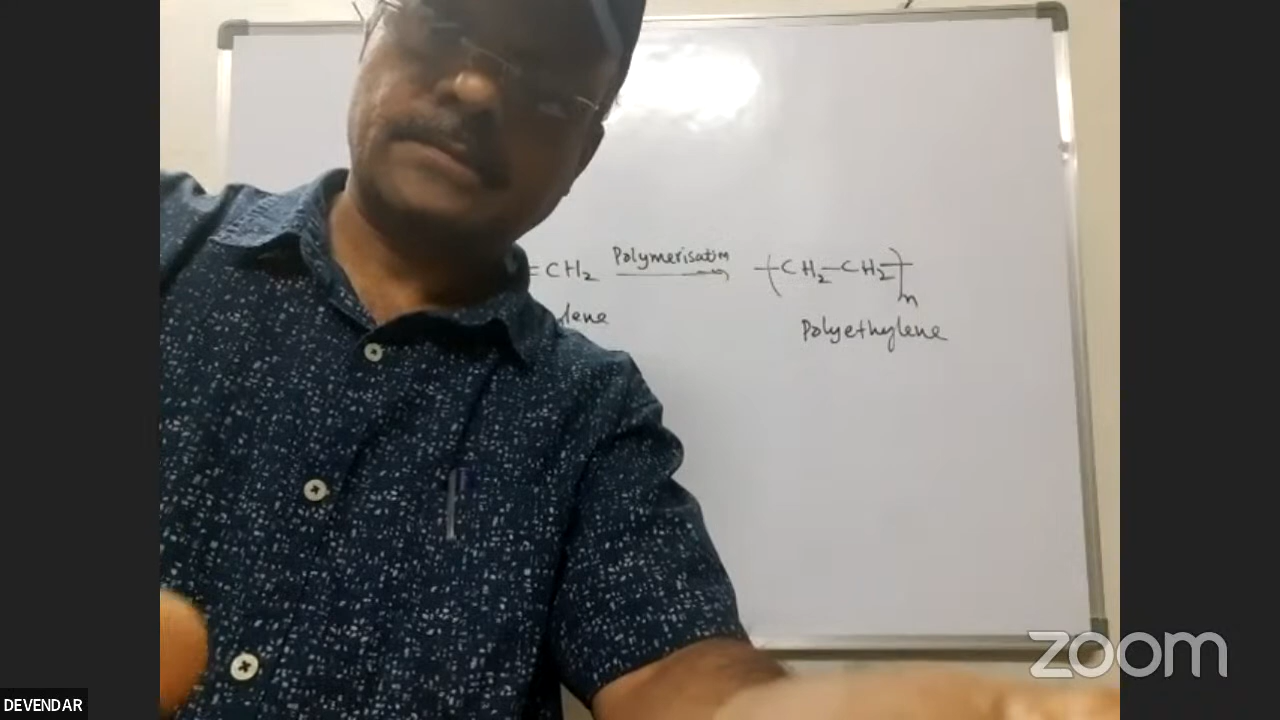 =CH₂ Polymerisation –(CH₂–CH₂)–n
lene Polyethylene
zoom
DEVENDAR